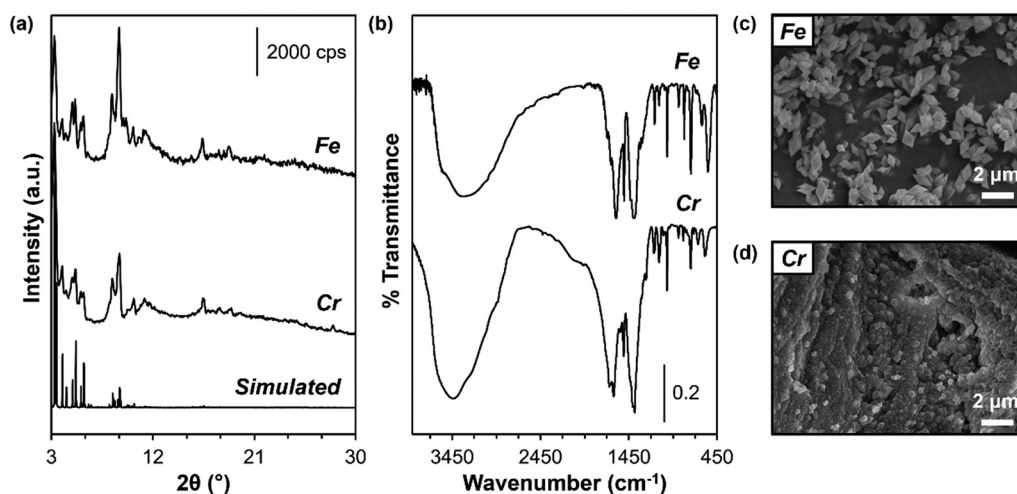 (a)
2000 cps
Fe
Cr
Simulated
Intensity (a.u.)
3 12 21 30
2θ (°)
(b)
Fe
Cr
0.2
% Transmittance
3450 2450 1450 450
Wavenumber (cm⁻¹)
(c)
Fe
2 μm
(d)
Cr
2 μm